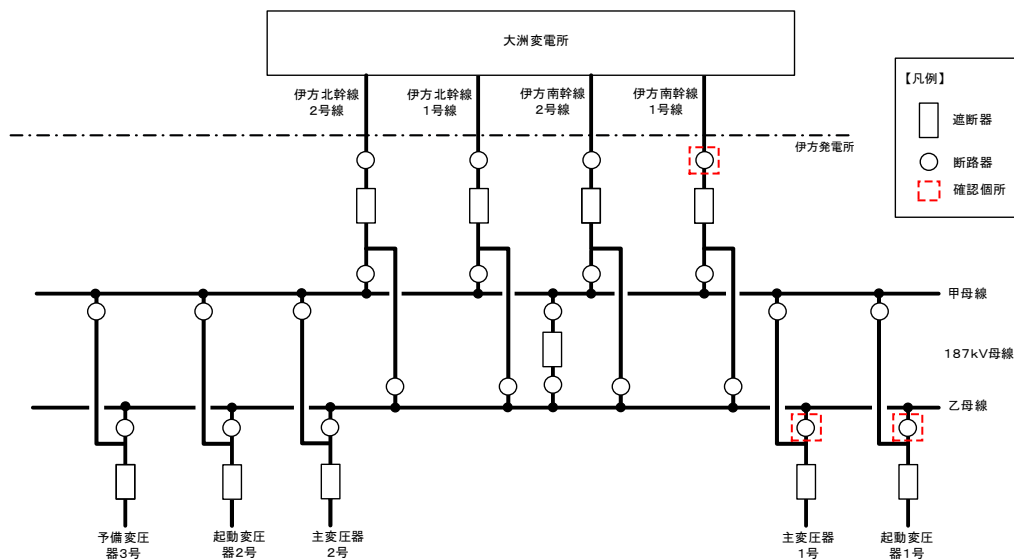 大洲変電所
伊方北幹線
2号線
伊方北幹線
1号線
伊方南幹線
2号線
伊方南幹線
1号線
伊方発電所
【凡例】
遮断器
断路器
確認個所
甲母線
187kV母線
乙母線
予備変圧
器3号
起動変圧
器2号
主変圧器
2号
主変圧器
1号
起動変圧
器1号